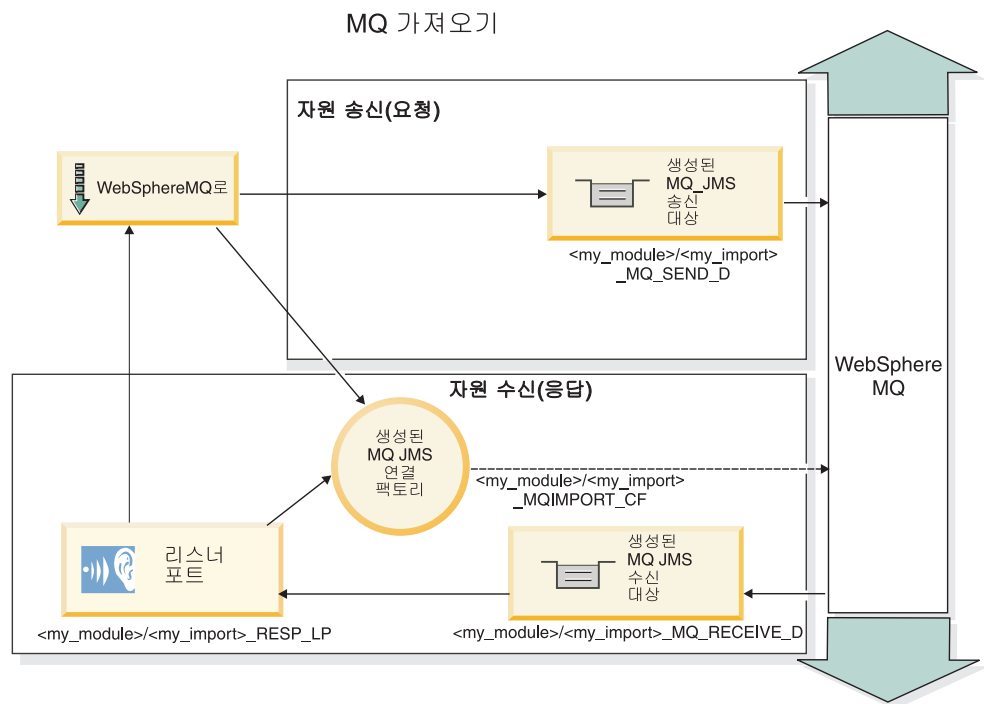 MQ 가져오기
자원 송신(요청)
WebSphereMQ로
생성된
MQ_JMS
송신
대상
<my_module>/<my_import>
_MQ_SEND_D
WebSphere
MQ
자원 수신(응답)
생성된
MQ JMS
연결
팩토리
<my_module>/<my_import>
_MQIMPORT_CF
리스너
포트
<my_module>/<my_import>_RESP_LP
생성된
MQ JMS
수신
대상
<my_module>/<my_import>_MQ_RECEIVE_D